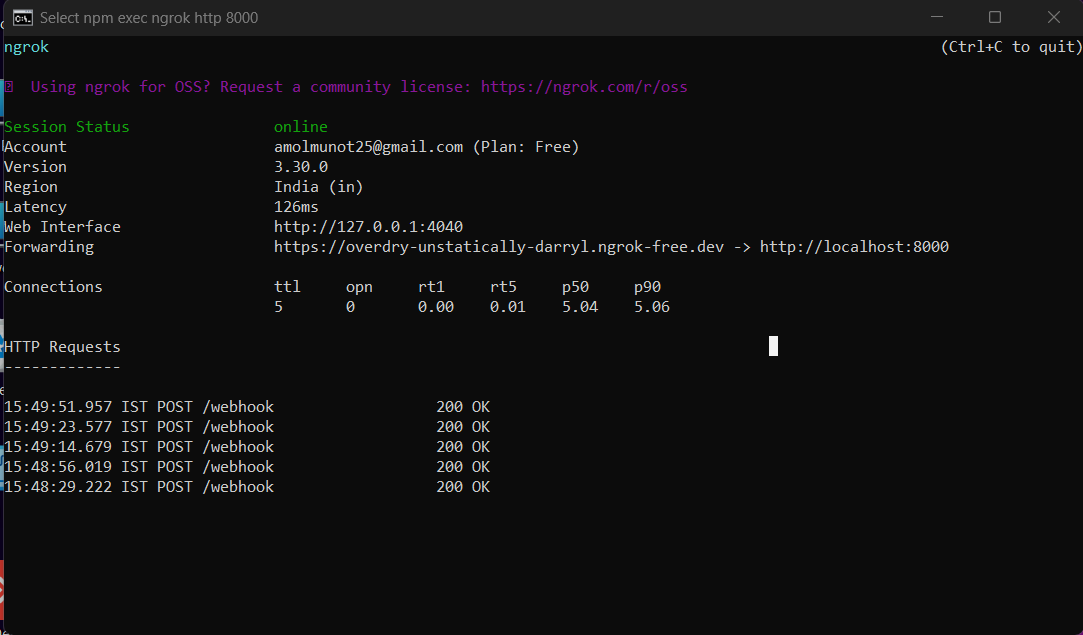 Select npm exec ngrok http 8000
ngrok (Ctrl+C to quit)
Using ngrok for OSS? Request a community license: https://ngrok.com/r/oss
Session Status online
Account amolmunot25@gmail.com (Plan: Free)
Version 3.30.0
Region India (in)
Latency 126ms
Web Interface http://127.0.0.1:4040
Forwarding https://overdry-unstatically-darryl.ngrok-free.dev -> http://localhost:8000
Connections ttl opn rt1 rt5 p50 p90
5 0 0.00 0.01 5.04 5.06
HTTP Requests
-------------
15:49:51.957 IST POST /webhook 200 OK
15:49:23.577 IST POST /webhook 200 OK
15:49:14.679 IST POST /webhook 200 OK
15:48:56.019 IST POST /webhook 200 OK
15:48:29.222 IST POST /webhook 200 OK